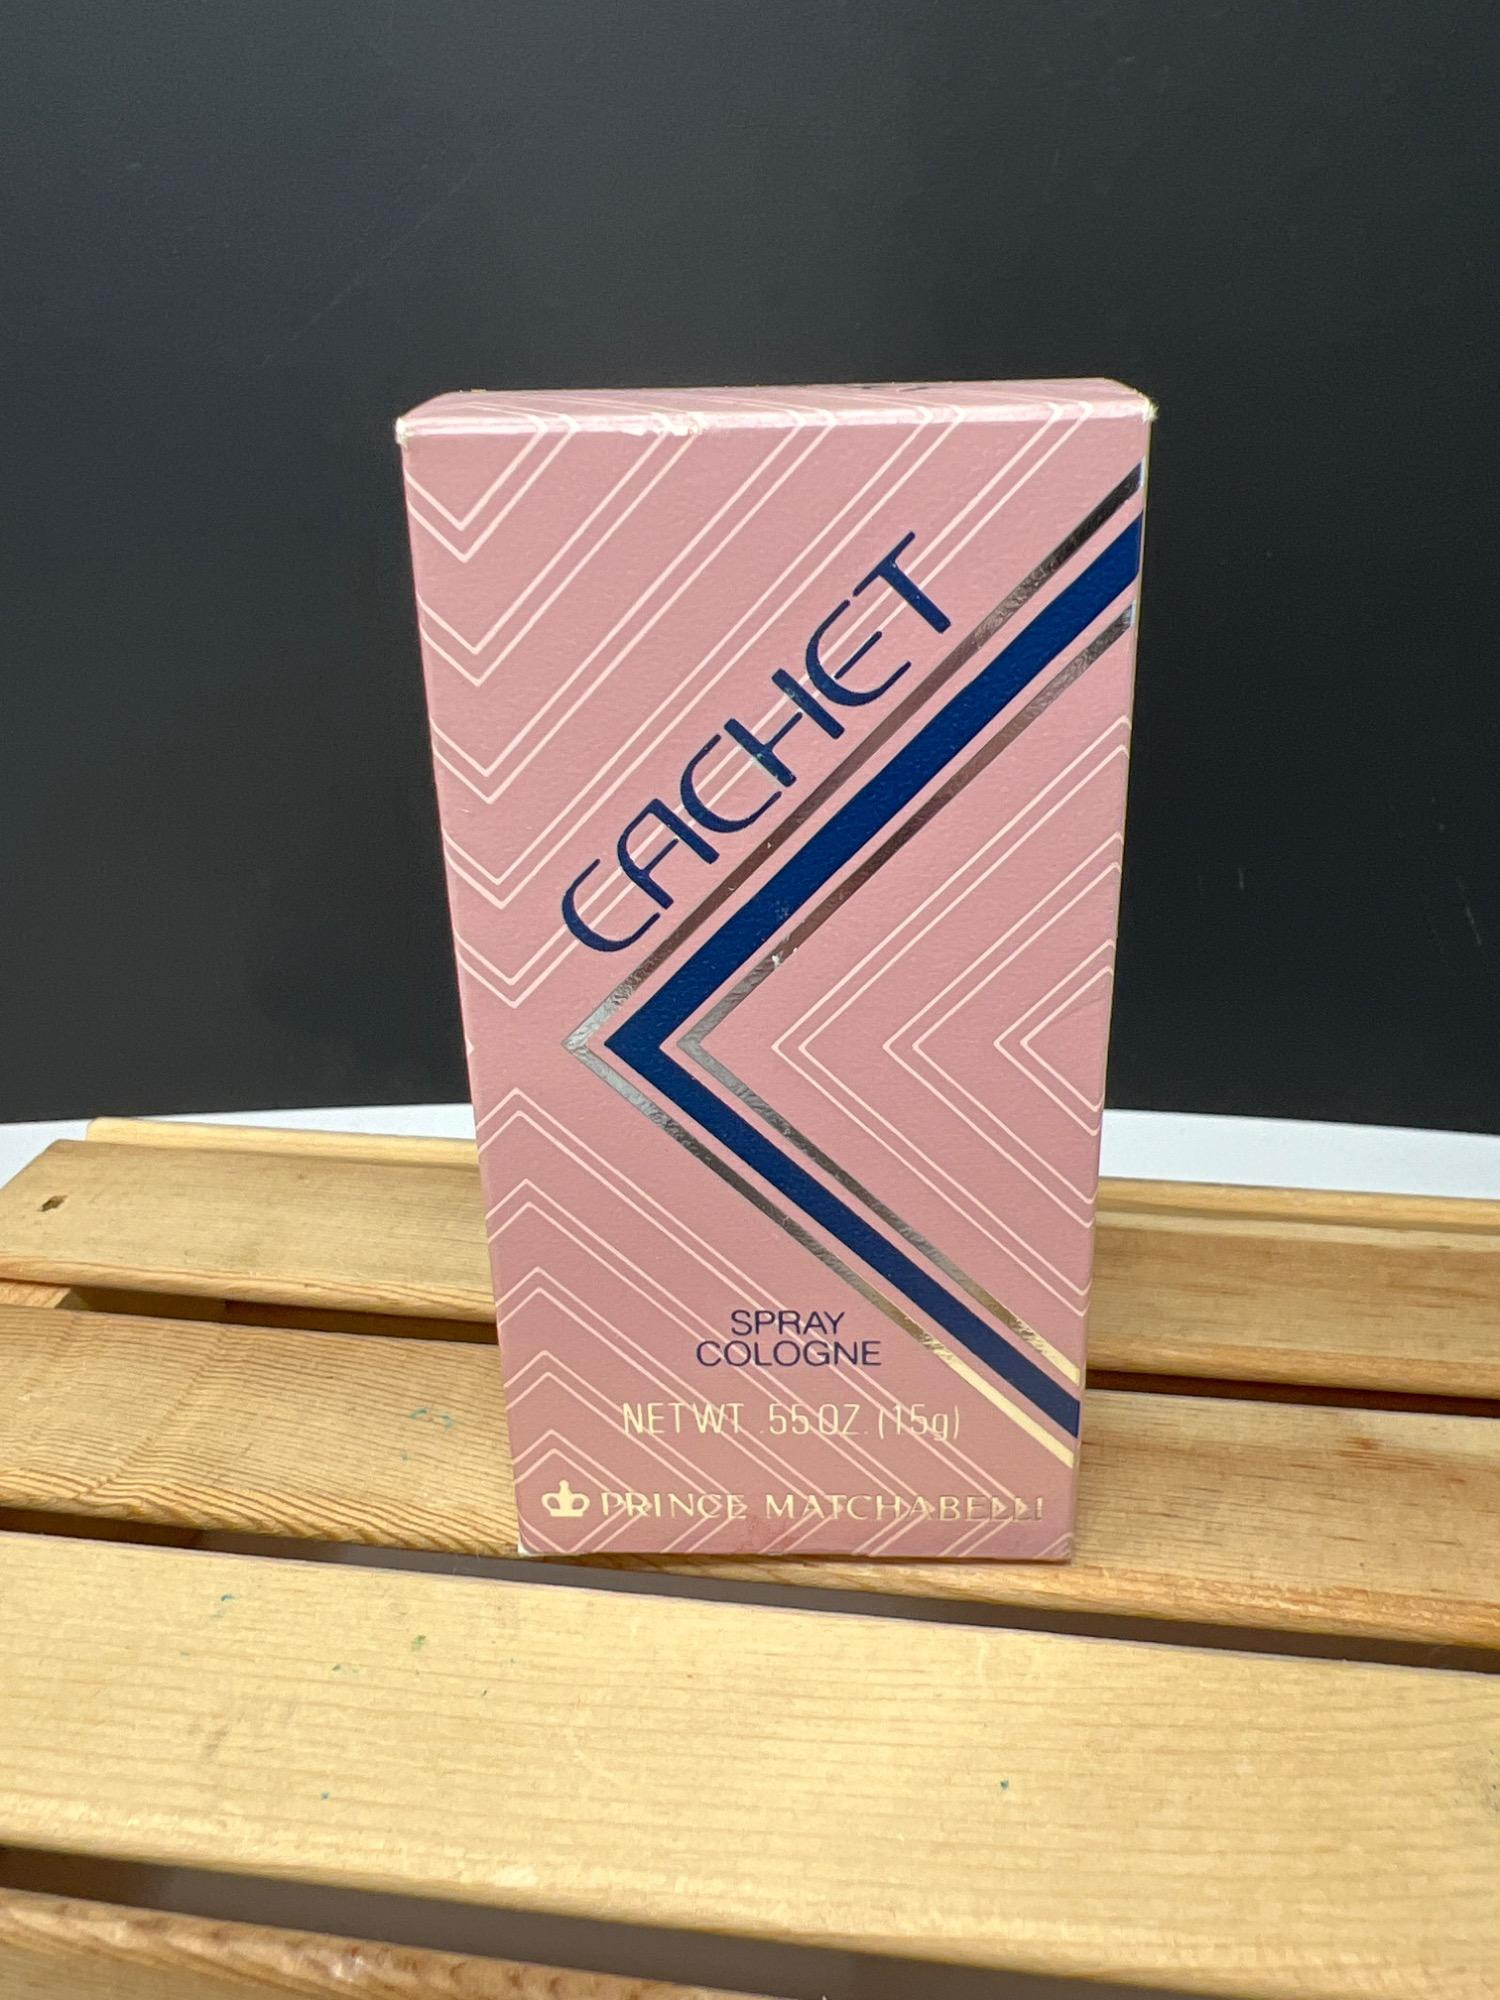 CACHET
SPRAY
COLOGNE
NET WT .55 OZ. (15g)
PRINCE MATCHABELLI